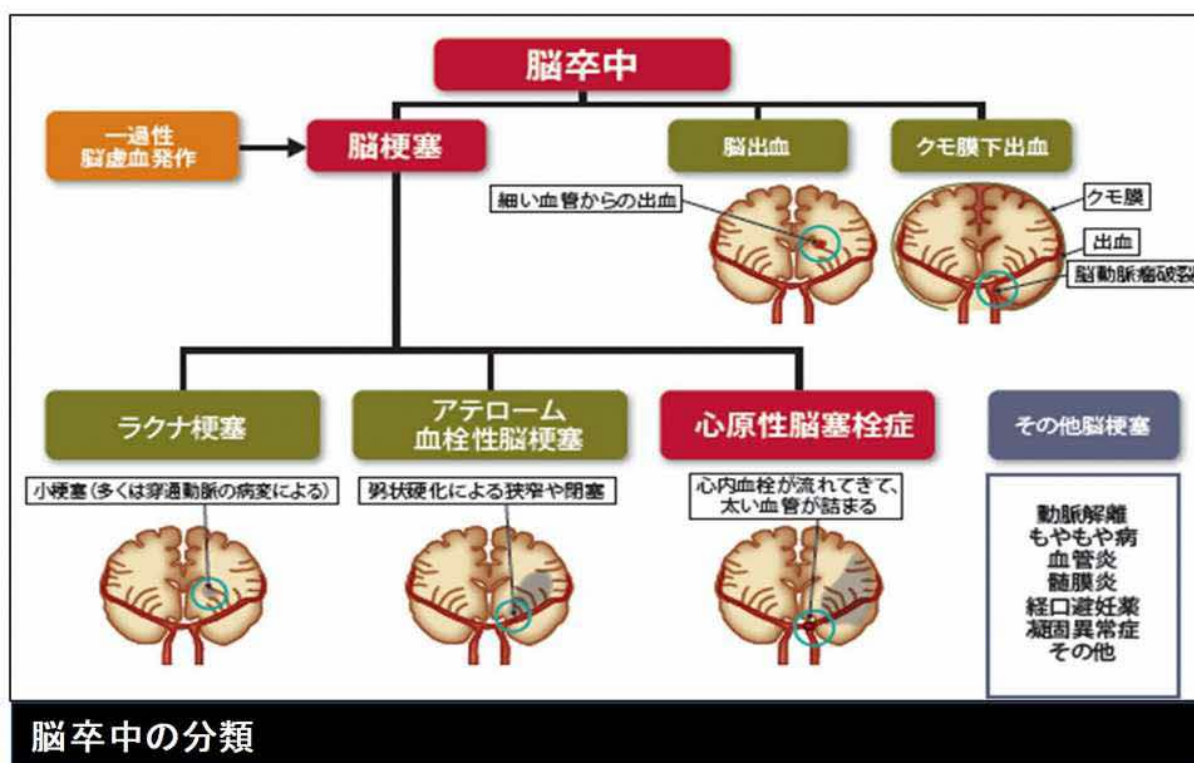 脳卒中
一過性
脳虚血発作
脳梗塞
脳出血
クモ膜下出血
細い血管からの出血
クモ膜
出血
脳動脈瘤破裂
ラクナ梗塞
アテローム
血栓性脳梗塞
心原性脳塞栓症
その他脳梗塞
小梗塞(多くは穿通動脈の病変による)
粥状硬化による狭窄や閉塞
心内血栓が流れてきて、
太い血管が詰まる
動脈解離
もやもや病
血管炎
髄膜炎
経口避妊薬
凝固異常症
その他
脳卒中の分類